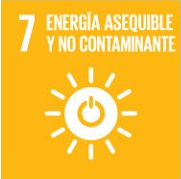 7 ENERGÍA ASEQUIBLE
Y NO CONTAMINANTE